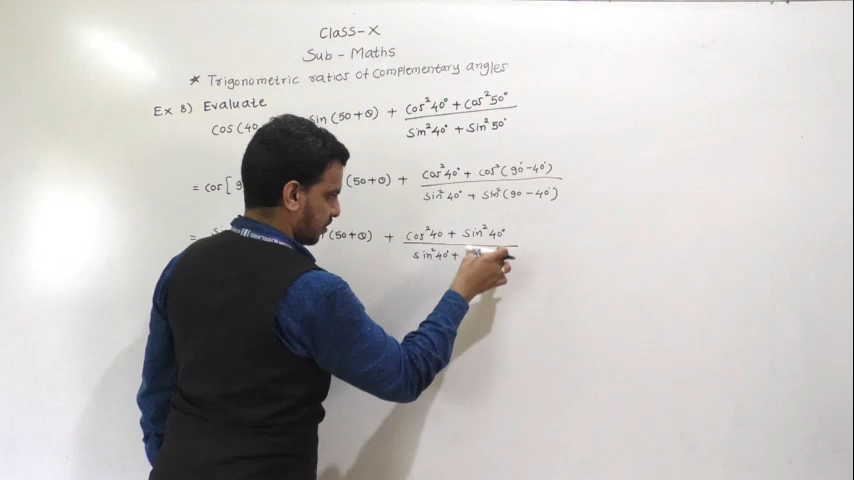 Class-X
Sub - Maths
* Trigonometric ratios of Complementary angles
Ex 8) Evaluate
cos (40 sin (50+θ) + cos²40° + cos²50° / sin²40° + sin²50°
= cos [ 9 (50+θ) + cos²40° + cos² (90°-40°) / sin²40° + sin² (90-40°)
= (50+θ) + cos²40 + sin²40° / sin²40° +